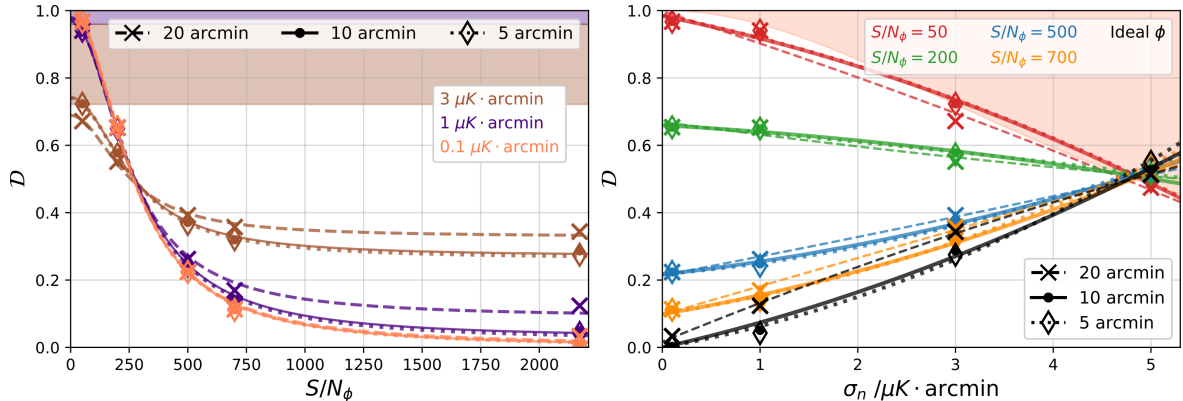 20 arcmin 10 arcmin 5 arcmin
3 μK · arcmin
1 μK · arcmin
0.1 μK · arcmin
1.0
0.8
0.6
0.4
0.2
0.0
𝒟
0 250 500 750 1000 1250 1500 1750 2000
S/N_ϕ
S/N_ϕ = 50 S/N_ϕ = 500 Ideal ϕ
S/N_ϕ = 200 S/N_ϕ = 700
1.0
0.8
0.6
0.4
0.2
0.0
𝒟
20 arcmin
10 arcmin
5 arcmin
0 1 2 3 4 5
σ_n /μK · arcmin